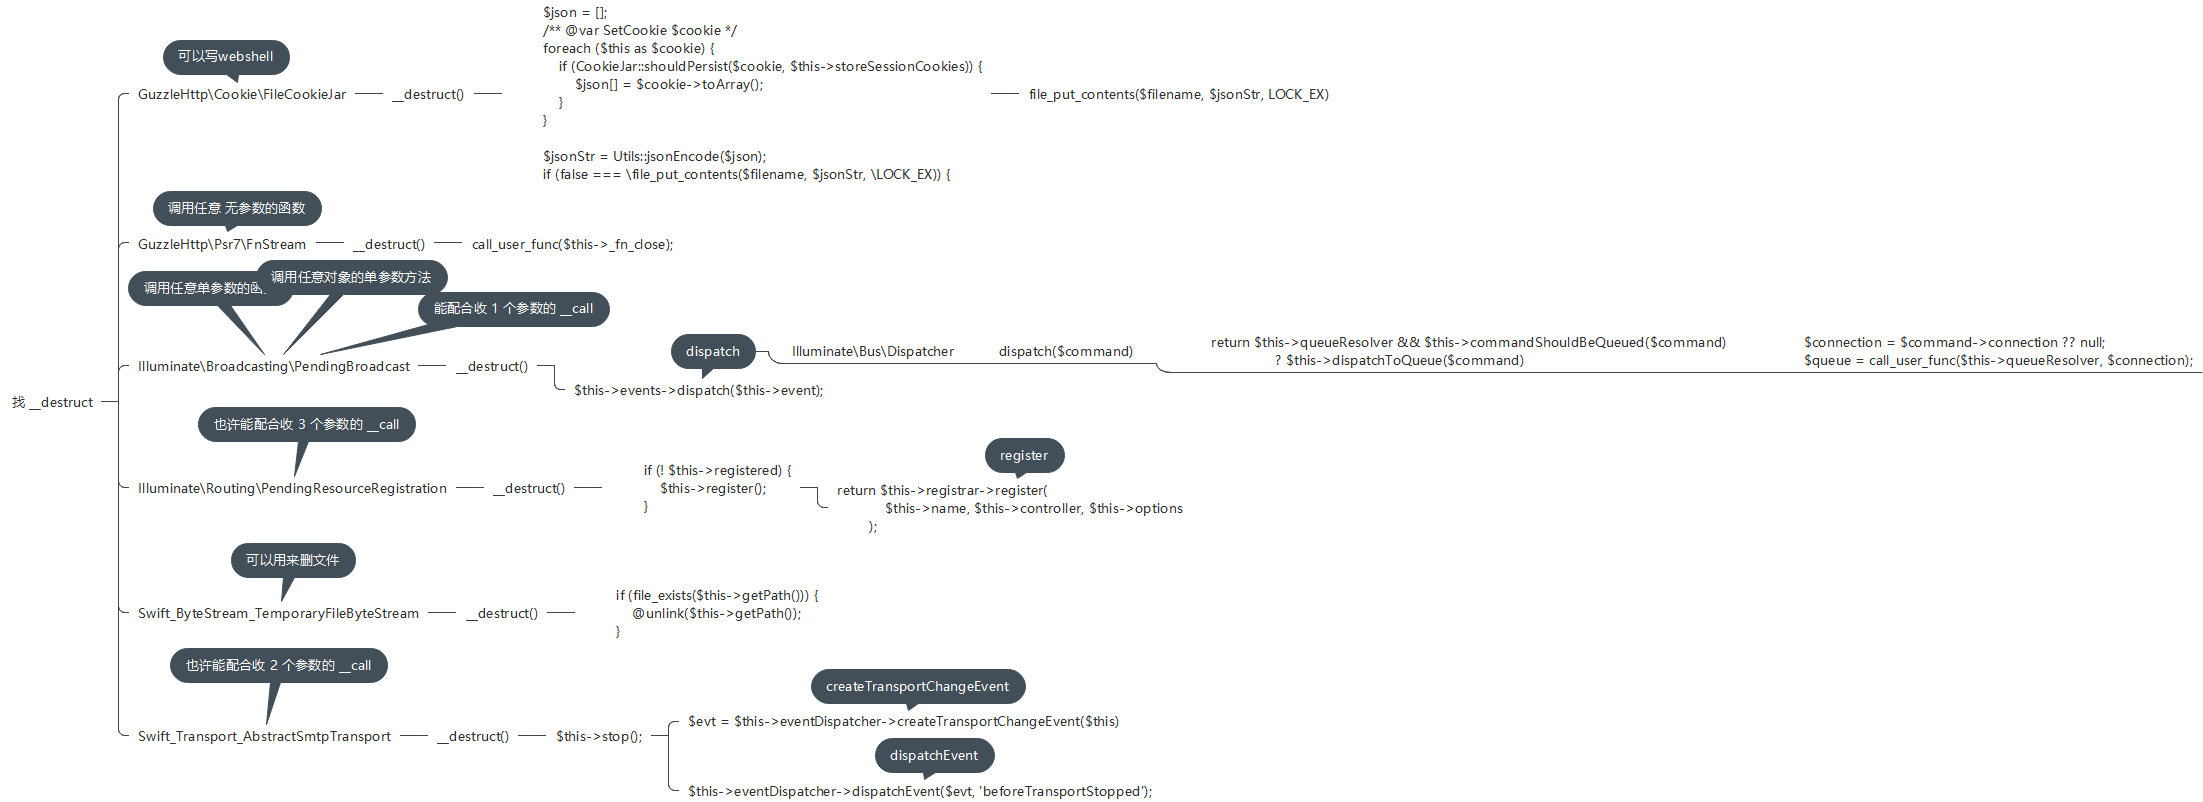 找 __destruct
可以写webshell
GuzzleHttp\Cookie\FileCookieJar
__destruct()
$json = [];
/** @var SetCookie $cookie */
foreach ($this as $cookie) {
if (CookieJar::shouldPersist($cookie, $this->storeSessionCookies)) {
$json[] = $cookie->toArray();
}
}
$jsonStr = Utils::jsonEncode($json);
if (false === \file_put_contents($filename, $jsonStr, \LOCK_EX)) {
file_put_contents($filename, $jsonStr, LOCK_EX)
调用任意 无参数的函数
GuzzleHttp\Psr7\FnStream
__destruct()
call_user_func($this->_fn_close);
调用任意单参数的函
调用任意对象的单参数方法
能配合收 1 个参数的 __call
Illuminate\Broadcasting\PendingBroadcast
__destruct()
$this->events->dispatch($this->event);
dispatch
Illuminate\Bus\Dispatcher
dispatch($command)
return $this->queueResolver && $this->commandShouldBeQueued($command)
? $this->dispatchToQueue($command)
$connection = $command->connection ?? null;
$queue = call_user_func($this->queueResolver, $connection);
也许能配合收 3 个参数的 __call
Illuminate\Routing\PendingResourceRegistration
__destruct()
if (! $this->registered) {
$this->register();
}
register
return $this->registrar->register(
$this->name, $this->controller, $this->options
);
可以用来删文件
Swift_ByteStream_TemporaryFileByteStream
__destruct()
if (file_exists($this->getPath())) {
@unlink($this->getPath());
}
也许能配合收 2 个参数的 __call
Swift_Transport_AbstractSmtpTransport
__destruct()
$this->stop();
createTransportChangeEvent
$evt = $this->eventDispatcher->createTransportChangeEvent($this)
dispatchEvent
$this->eventDispatcher->dispatchEvent($evt, 'beforeTransportStopped');